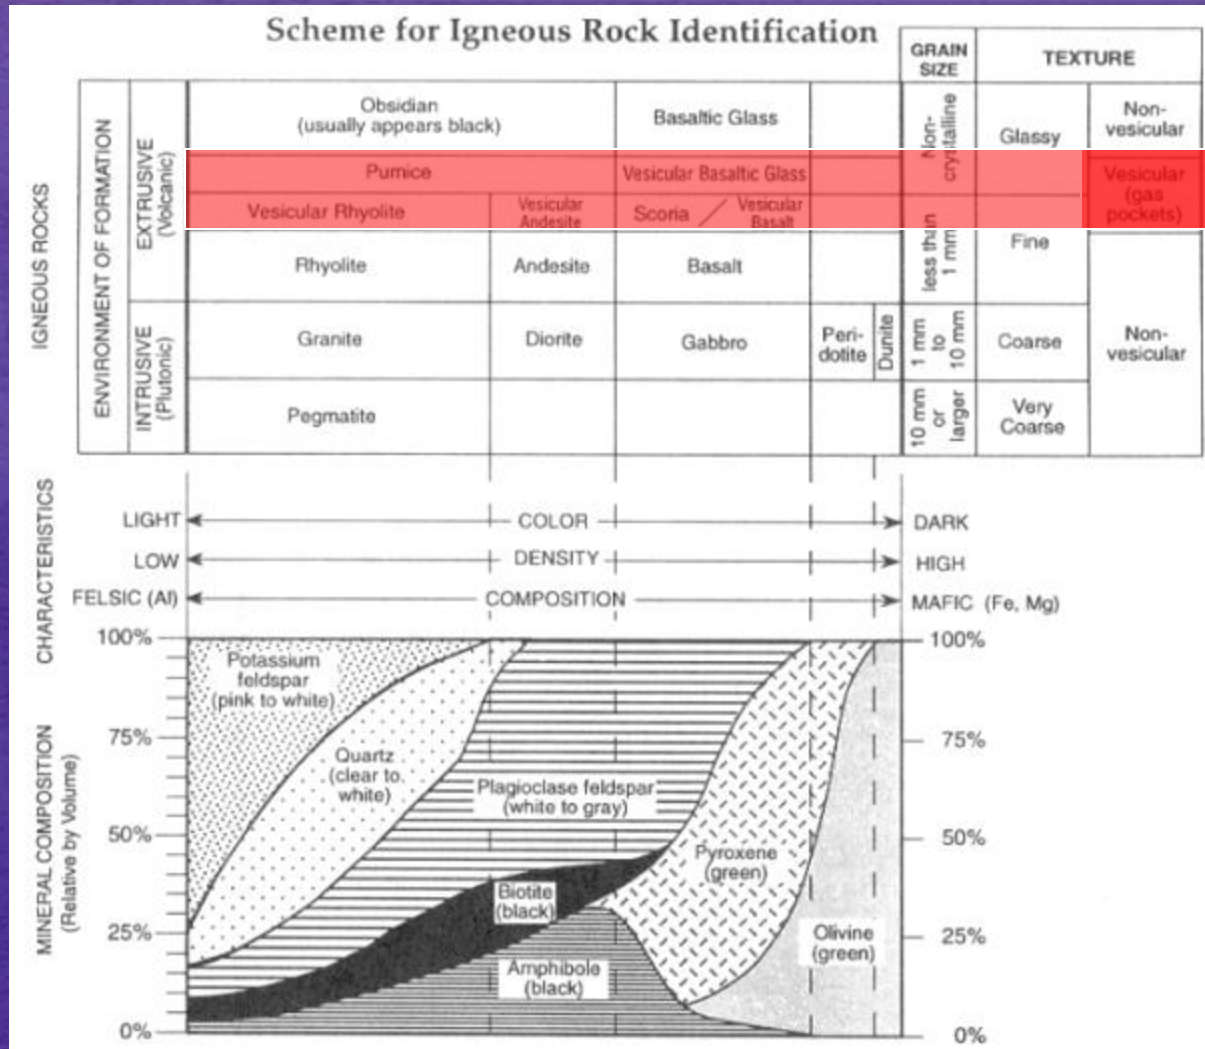 Scheme for Igneous Rock Identification
GRAIN
SIZE
TEXTURE
IGNEOUS ROCKS
ENVIRONMENT OF FORMATION
EXTRUSIVE
(Volcanic)
Obsidian
(usually appears black)
Basaltic Glass
Non-
crystalline
Glassy
Non-
vesicular
Pumice
Vesicular Basaltic Glass
Vesicular
(gas
pockets)
Vesicular Rhyolite
Vesicular
Andesite
Scoria / Vesicular
Basalt
less than
1 mm
Fine
Rhyolite
Andesite
Basalt
INTRUSIVE
(Plutonic)
Granite
Diorite
Gabbro
Peri-
dotite
Dunite
1 mm
to
10 mm
Coarse
Non-
vesicular
Pegmatite
10 mm
or
larger
Very
Coarse
CHARACTERISTICS
LIGHT
COLOR
DARK
LOW
DENSITY
HIGH
FELSIC (Al)
COMPOSITION
MAFIC (Fe, Mg)
MINERAL COMPOSITION
(Relative by Volume)
100%
75%
50%
25%
0%
Potassium
feldspar
(pink to white)
Quartz
(clear to
white)
Plagioclase feldspar
(white to gray)
Biotite
(black)
Amphibole
(black)
Pyroxene
(green)
Olivine
(green)
100%
75%
50%
25%
0%